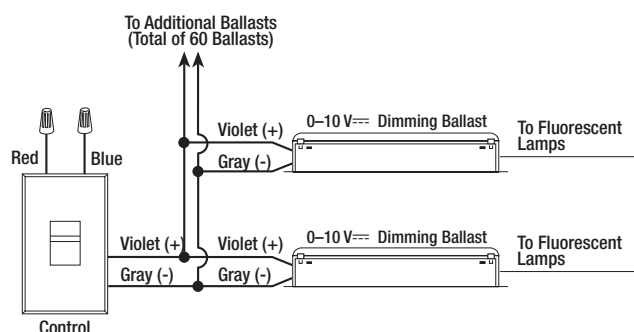 To Additional Ballasts
(Total of 60 Ballasts)
Red
Blue
Violet (+)
0–10 V⎓ Dimming Ballast
To Fluorescent
Lamps
Gray (-)
Violet (+)
Violet (+)
0–10 V⎓ Dimming Ballast
To Fluorescent
Lamps
Gray (-)
Gray (-)
Control